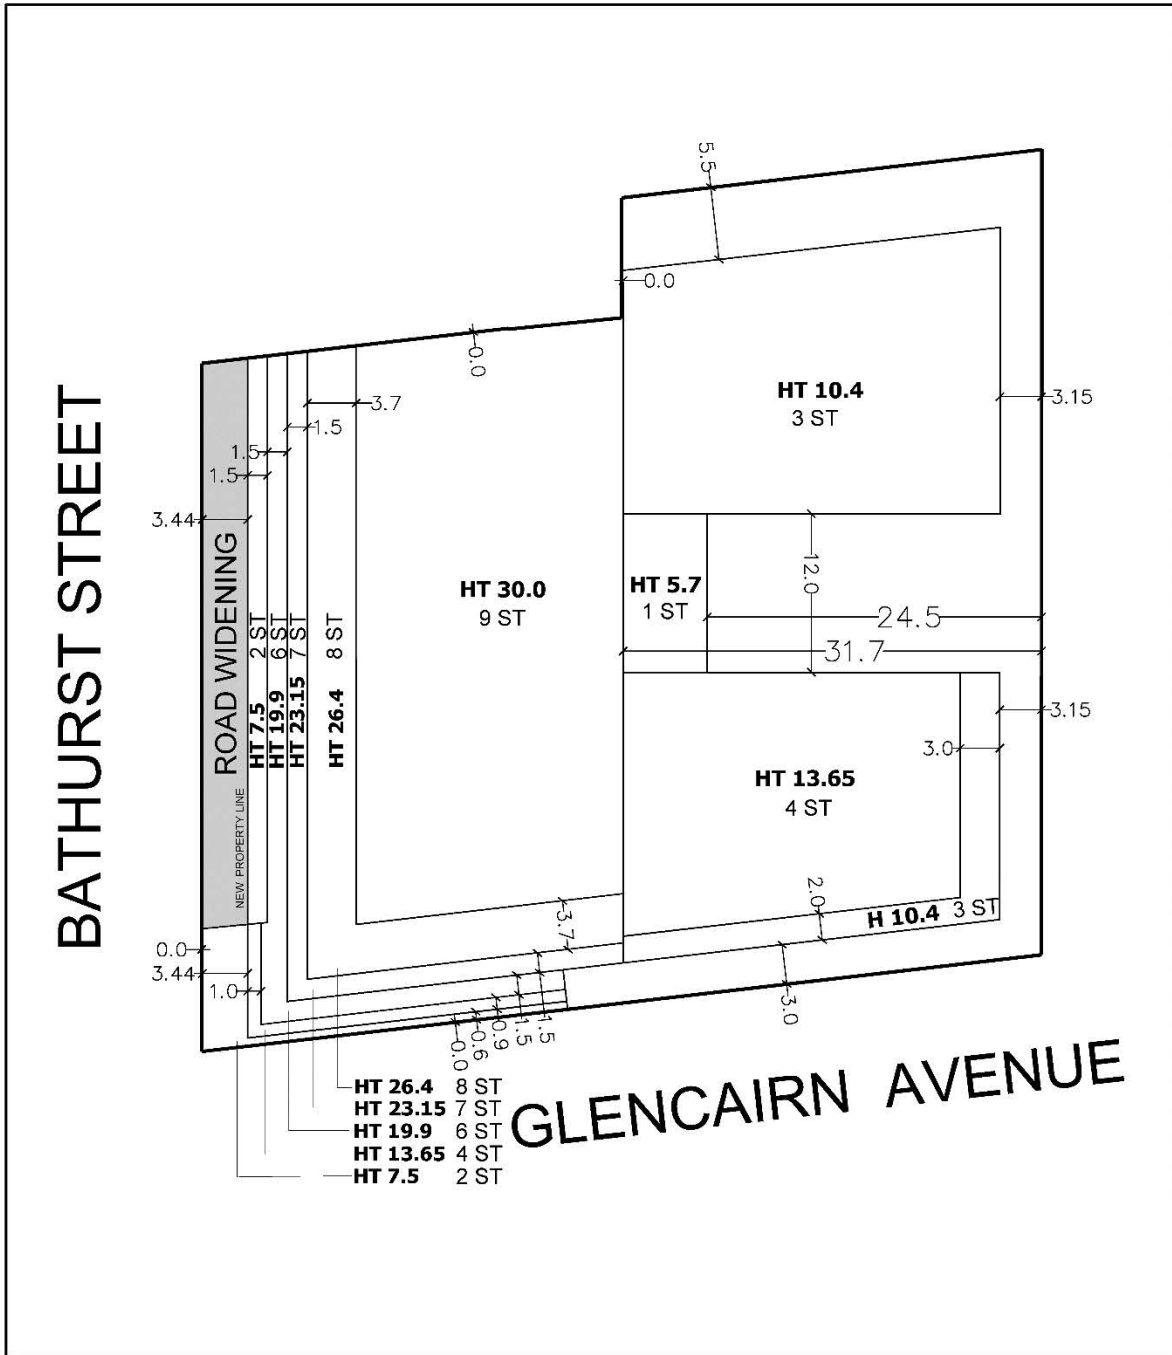 5.5
0.0
0.0
HT 10.4
3 ST
3.15
3.7
1.5
1.5
1.5
3.44
BATHURST STREET
ROAD WIDENING
NEW PROPERTY LINE
HT 7.5 2 ST
HT 19.9 6 ST
HT 23.15 7 ST
HT 26.4 8 ST
HT 30.0
9 ST
HT 5.7
1 ST
12.0
24.5
31.7
3.15
3.0
HT 13.65
4 ST
2.0
H 10.4 3 ST
3.7
0.0
3.44
1.0
3.0
0.0
0.6
0.9
1.5
1.5
HT 26.4 8 ST
HT 23.15 7 ST
HT 19.9 6 ST
HT 13.65 4 ST
HT 7.5 2 ST
GLENCAIRN AVENUE